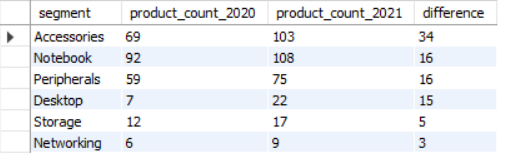 segment product_count_2020 product_count_2021 difference
Accessories 69 103 34
Notebook 92 108 16
Peripherals 59 75 16
Desktop 7 22 15
Storage 12 17 5
Networking 6 9 3